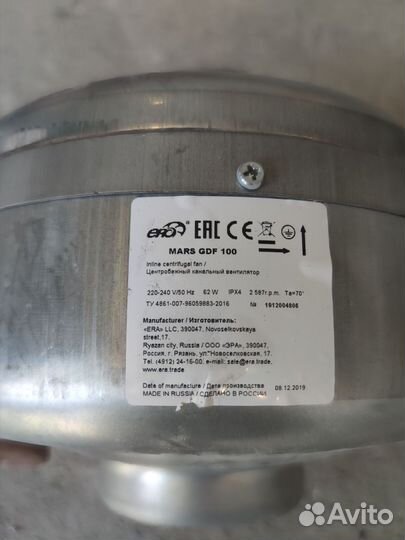 era ® EAC CE
MARS GDF 100
Inline centrifugal fan /
Центробежный канальный вентилятор
220-240 V/50 Hz 62 W IPX4 2 587r.p.m. Ta=70°
ТУ 4861-007-96059883-2016 № 1912004806
Manufacturer / Изготовитель:
«ERA» LLC, 390047, Novoselkovskaya
street,17,
Ryazan city, Russia / ООО «ЭРА», 390047,
Россия, г. Рязань, ул."Новоселковская, 17.
Тел.: (4912) 24-16-00. e-mail: sale@era.trade.
www.era.trade
Date of manufacture / Дата производства 08.12.2019
MADE IN RUSSIA / СДЕЛАНО В РОССИИ
Avito